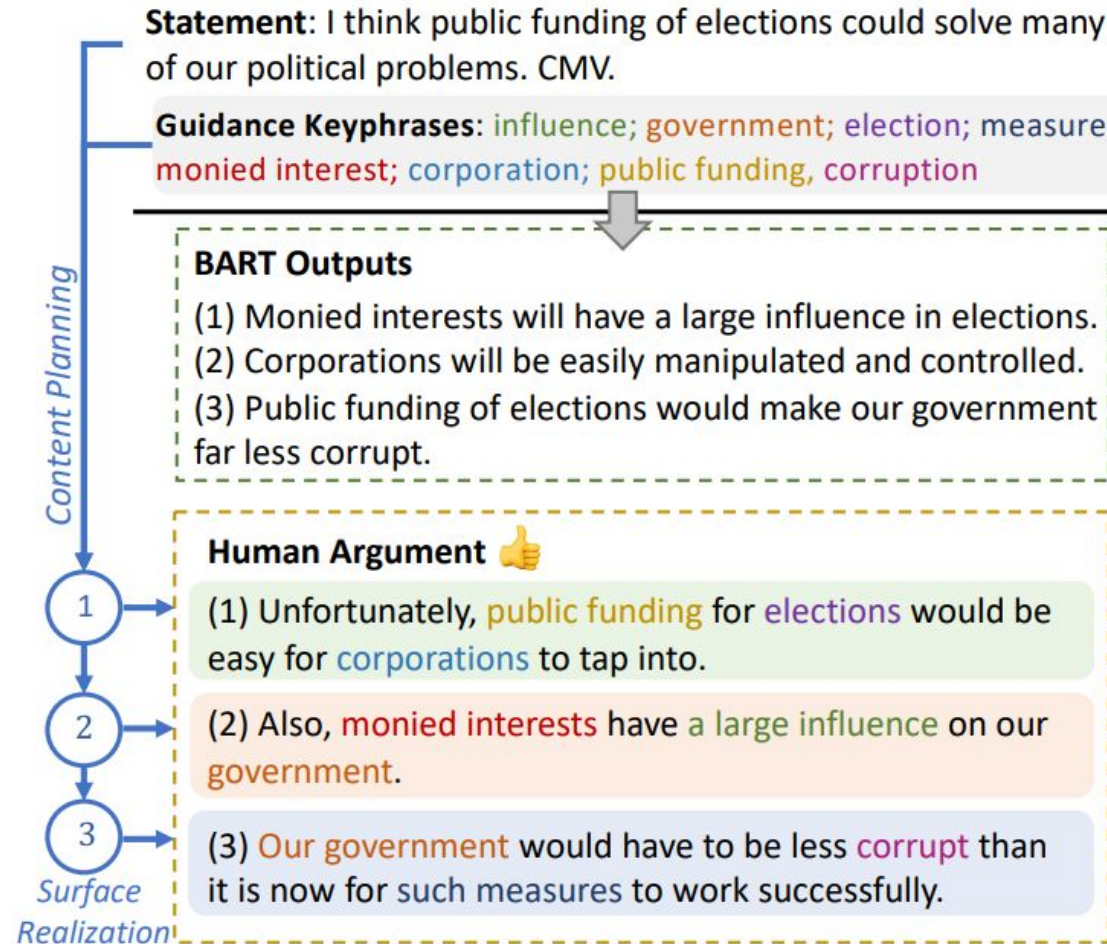 Statement: I think public funding of elections could solve many
of our political problems. CMV.
Guidance Keyphrases: influence; government; election; measure
monied interest; corporation; public funding, corruption
Content Planning
BART Outputs
(1) Monied interests will have a large influence in elections.
(2) Corporations will be easily manipulated and controlled.
(3) Public funding of elections would make our government
far less corrupt.
Human Argument 👍
1
(1) Unfortunately, public funding for elections would be
easy for corporations to tap into.
2
(2) Also, monied interests have a large influence on our
government.
3
(3) Our government would have to be less corrupt than
it is now for such measures to work successfully.
Surface
Realization